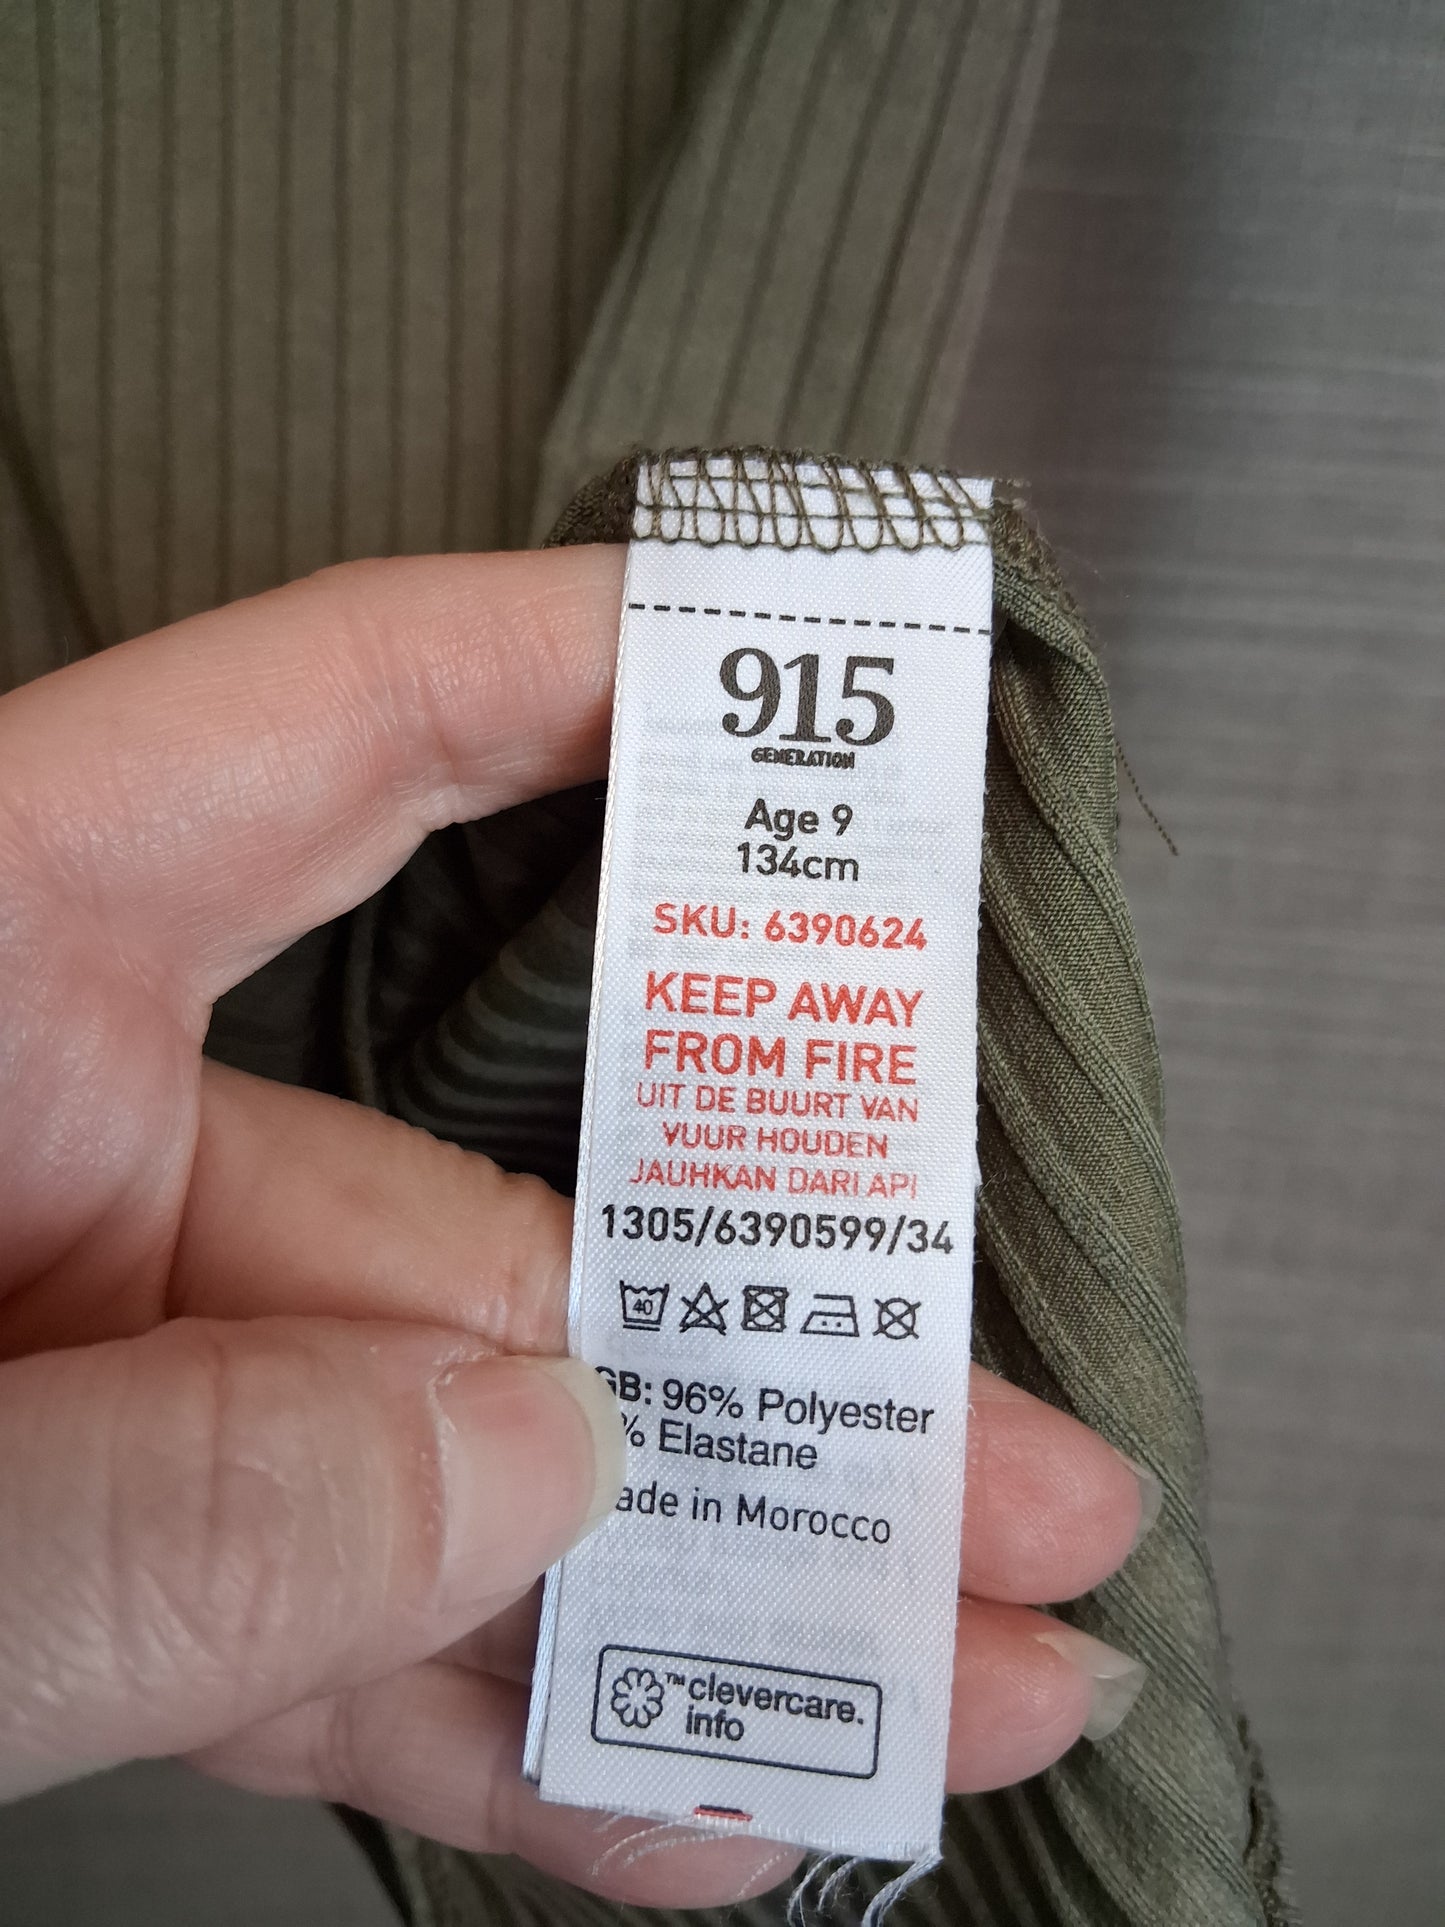 915
GENERATION
Age 9
134cm
SKU: 6390624
KEEP AWAY
FROM FIRE
UIT DE BUURT VAN
VUUR HOUDEN
JAUHKAN DARI API
1305/6390599/34
40
GB: 96% Polyester
% Elastane
ade in Morocco
™clevercare.
info